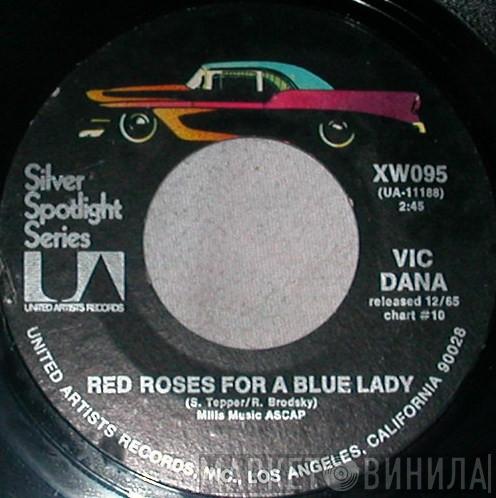 Silver
Spotlight
Series
UA
UNITED ARTISTS RECORDS
XW095
(UA-11188)
2:45
VIC
DANA
released 12/65
chart #10
RED ROSES FOR A BLUE LADY
(S. Tepper/R. Brodsky)
Mills Music ASCAP
UNITED ARTISTS RECORDS, INC., LOS ANGELES, CALIFORNIA 90028
МАРКЕТ ВИНИЛА